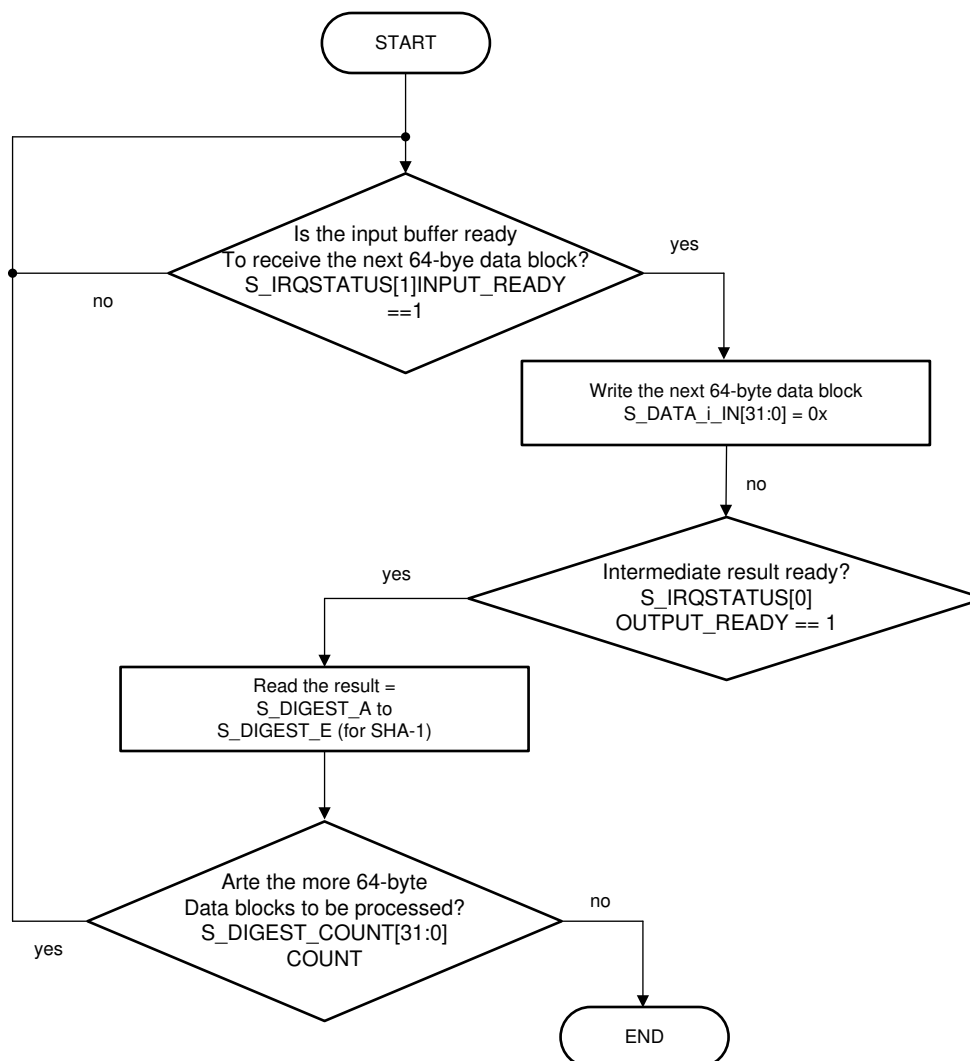 START
Is the input buffer ready
To receive the next 64-bye data block?
S_IRQSTATUS[1]INPUT_READY
==1
yes
no
Write the next 64-byte data block
S_DATA_i_IN[31:0] = 0x
no
Intermediate result ready?
S_IRQSTATUS[0]
OUTPUT_READY == 1
yes
Read the result =
S_DIGEST_A to
S_DIGEST_E (for SHA-1)
Arte the more 64-byte
Data blocks to be processed?
S_DIGEST_COUNT[31:0]
COUNT
no
yes
END